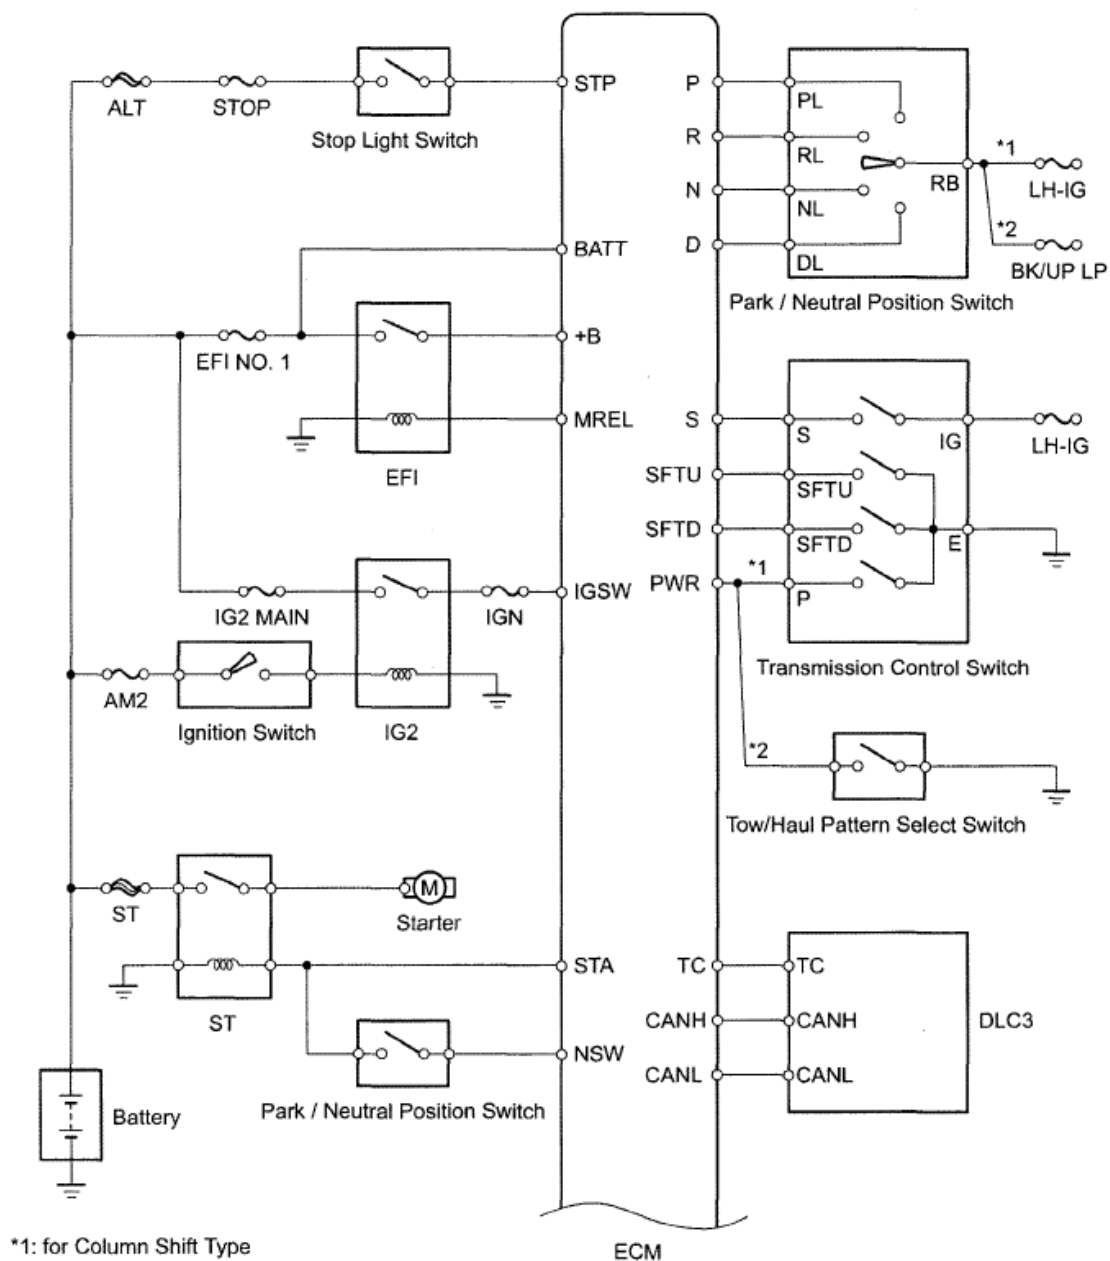 ALT
STOP
Stop Light Switch
STP
BATT
EFI NO. 1
+B
MREL
EFI
IG2 MAIN
IGN
IGSW
AM2
Ignition Switch
IG2
ST
Starter
M
ST
STA
NSW
Park / Neutral Position Switch
Battery
P
PL
R
RL
N
NL
D
DL
RB
*1
LH-IG
*2
BK/UP LP
Park / Neutral Position Switch
S
S
IG
LH-IG
SFTU
SFTU
SFTD
SFTD
E
PWR
*1
P
Transmission Control Switch
*2
Tow/Haul Pattern Select Switch
TC
TC
CANH
CANH
DLC3
CANL
CANL
ECM
*1: for Column Shift Type